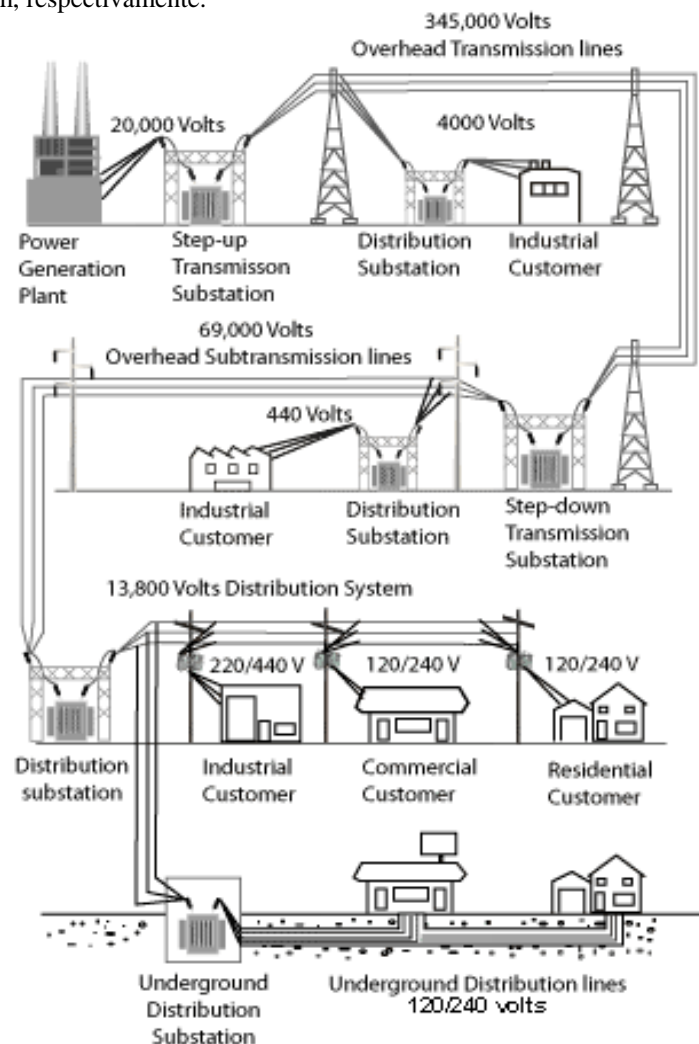 respectivamente.
345,000 Volts
Overhead Transmission lines
20,000 Volts
4000 Volts
Power
Generation
Plant
Step-up
Transmisson
Substation
Distribution
Substation
Industrial
Customer
69,000 Volts
Overhead Subtransmission lines
440 Volts
Industrial
Customer
Distribution
Substation
Step-down
Transmission
Substation
13,800 Volts Distribution System
220/440 V
120/240 V
120/240 V
Distribution
substation
Industrial
Customer
Commercial
Customer
Residential
Customer
Underground
Distribution
Substation
Underground Distribution lines
120/240 volts